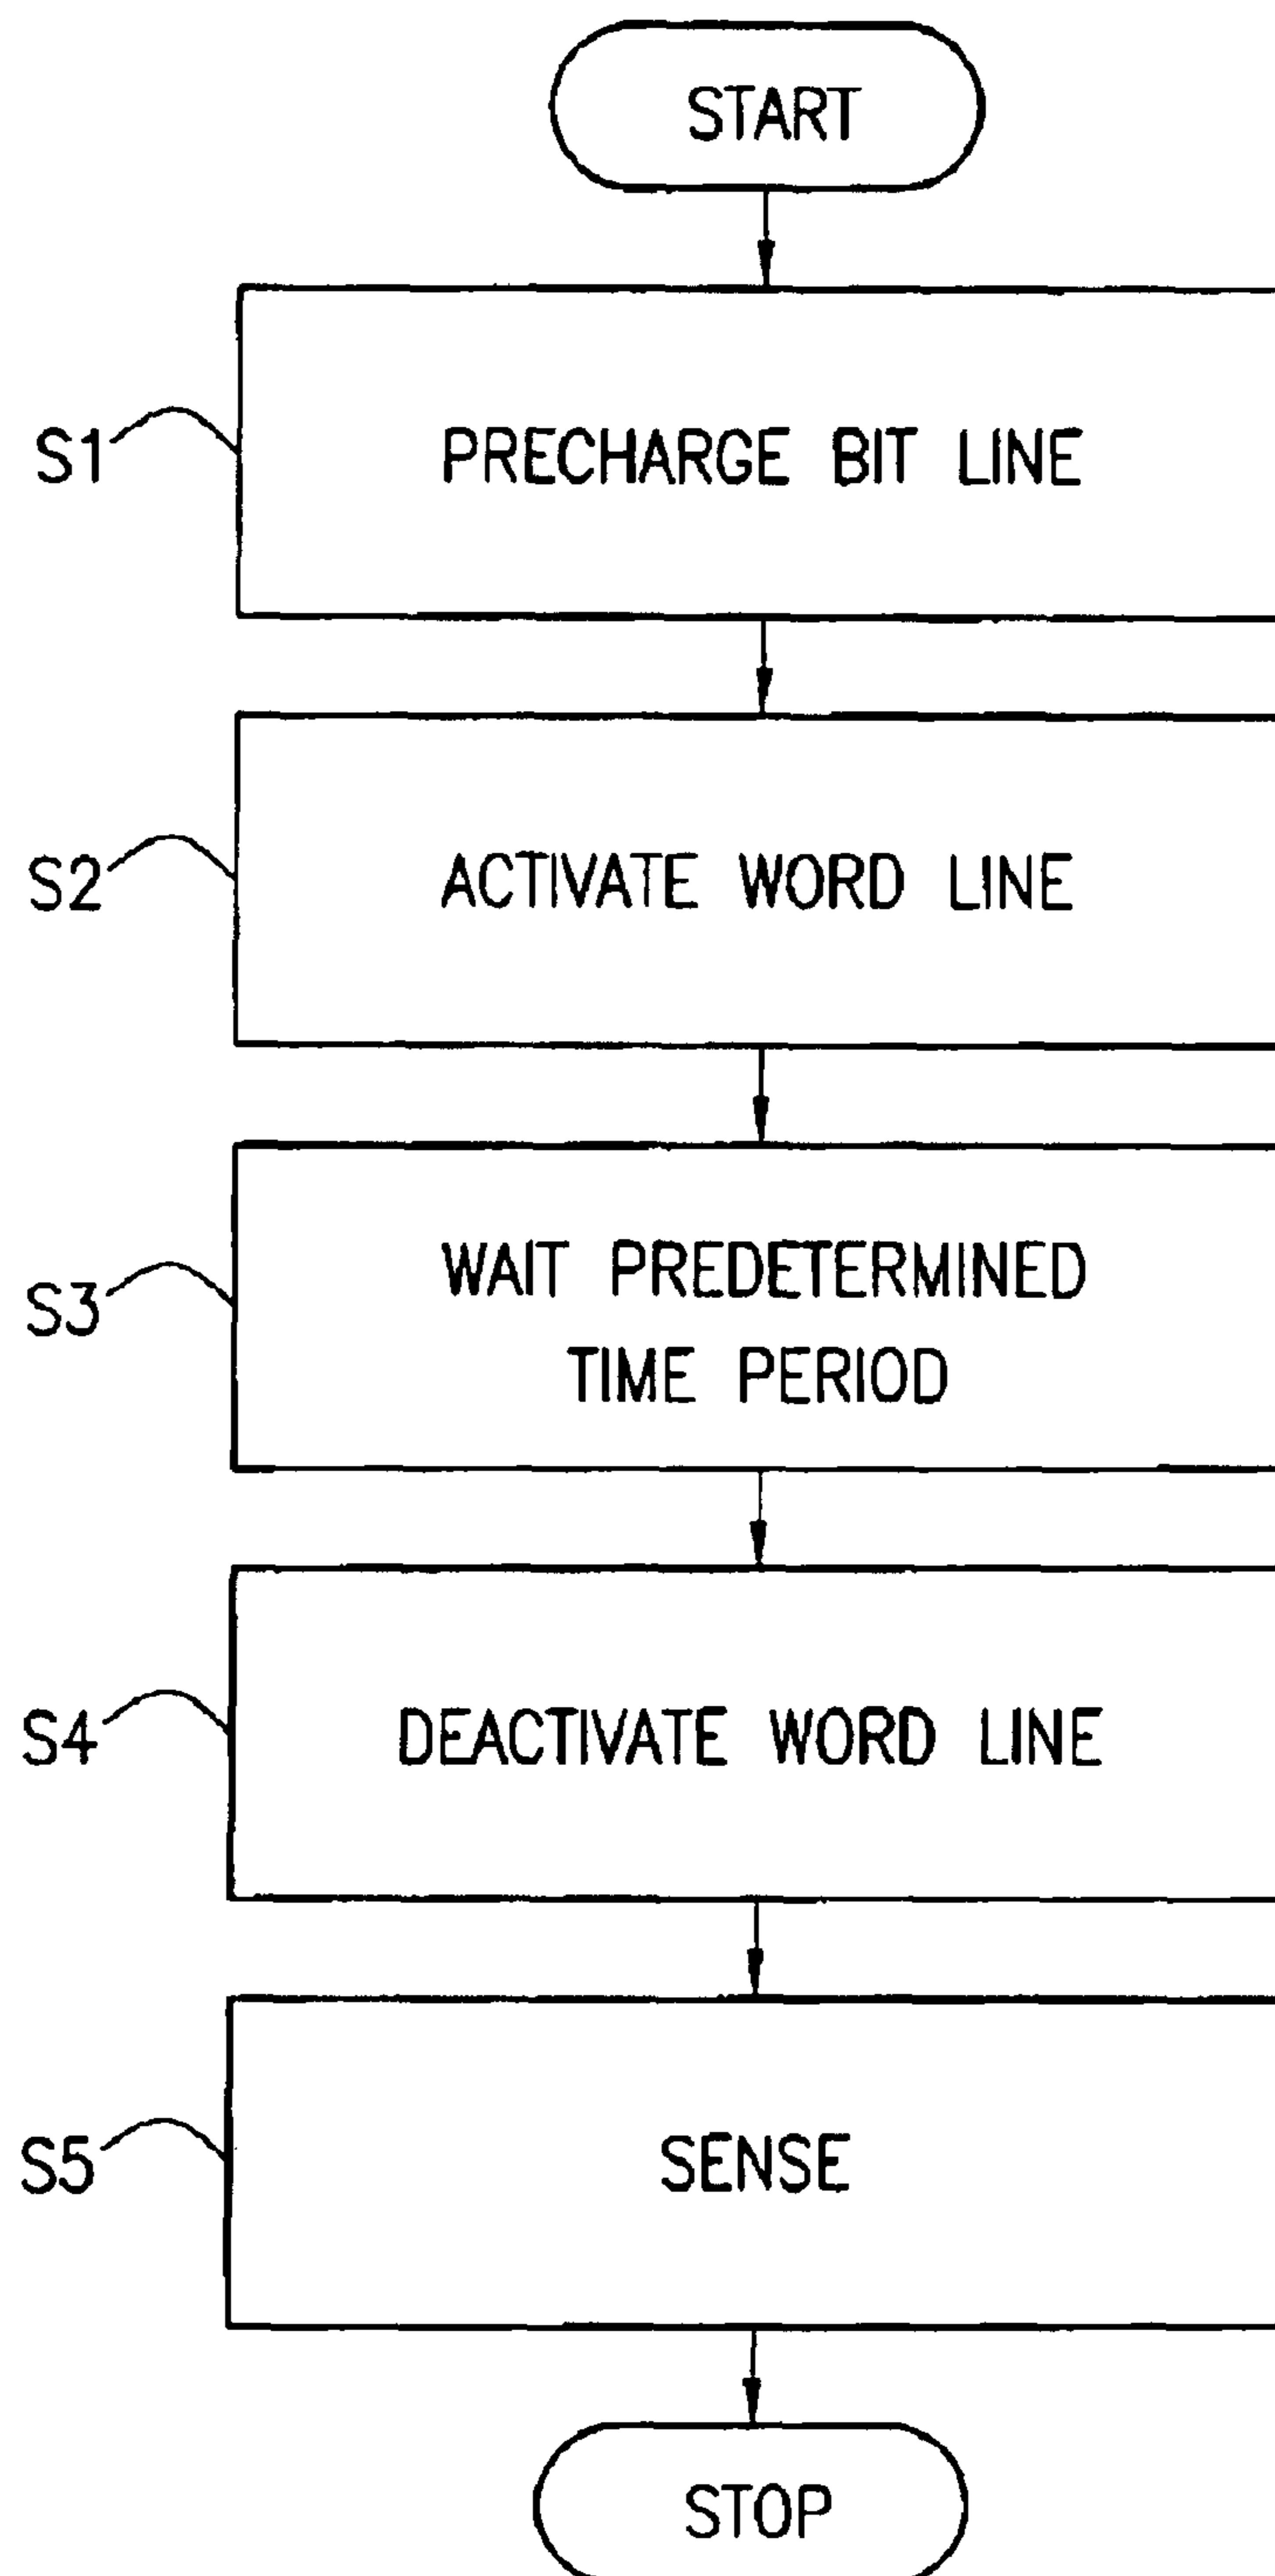 START
S1
PRECHARGE BIT LINE
S2
ACTIVATE WORD LINE
S3
WAIT PREDETERMINED
TIME PERIOD
S4
DEACTIVATE WORD LINE
S5
SENSE
STOP